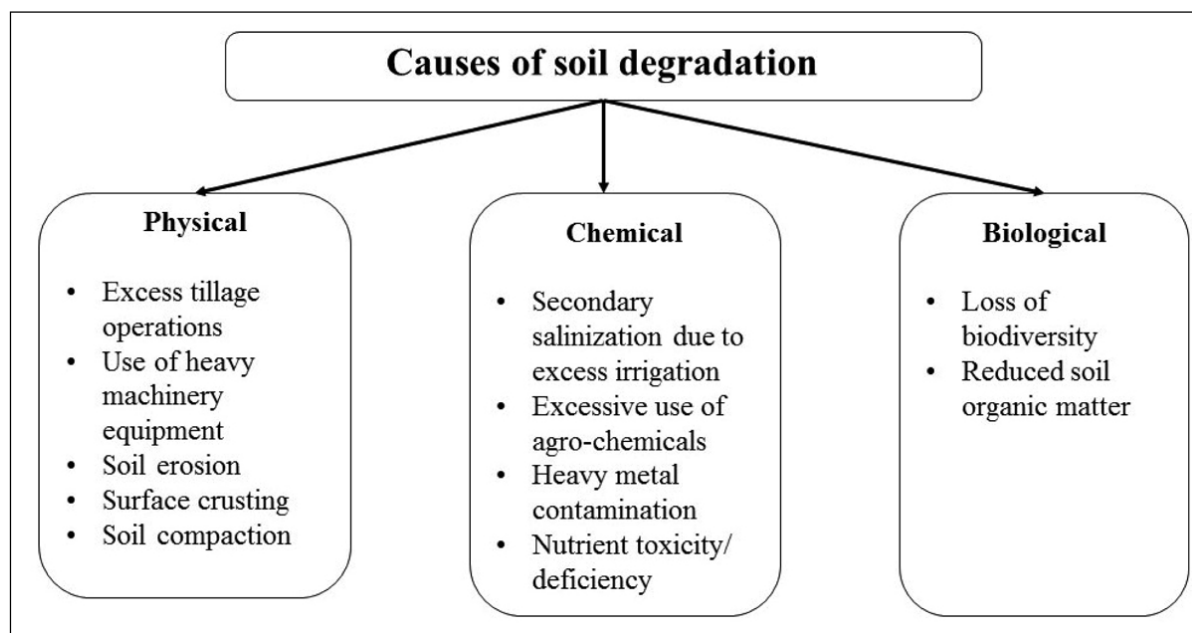 Causes of soil degradation
Physical
• Excess tillage
operations
• Use of heavy
machinery
equipment
• Soil erosion
• Surface crusting
• Soil compaction
Chemical
• Secondary
salinization due to
excess irrigation
• Excessive use of
agro-chemicals
• Heavy metal
contamination
• Nutrient toxicity/
deficiency
Biological
• Loss of
biodiversity
• Reduced soil
organic matter